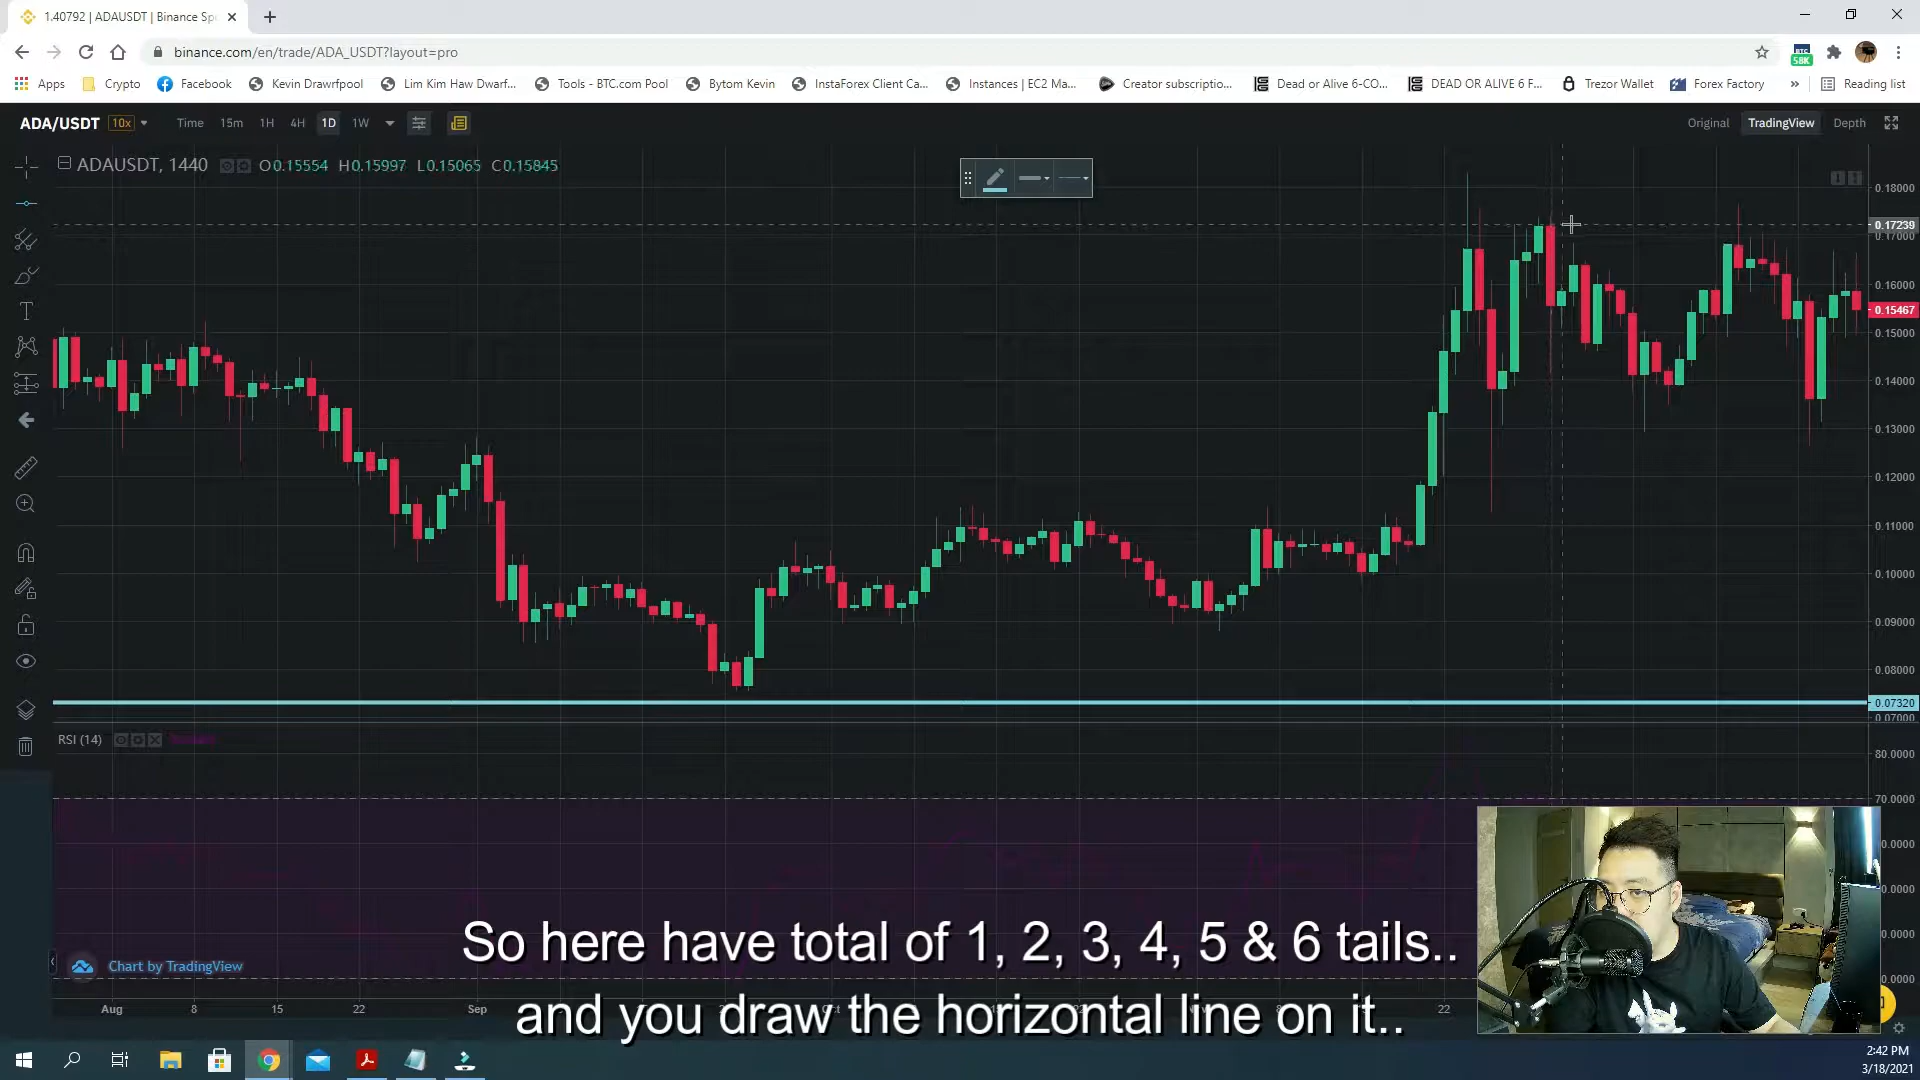 1.40792 | ADAUSDT | Binance Sp
binance.com/en/trade/ADA_USDT?layout=pro
58K
Apps Crypto Facebook Kevin Drawrfpool Lim Kim Haw Dwarf... Tools - BTC.com Pool Bytom Kevin InstaForex Client Ca... Instances | EC2 Ma... Creator subscriptio... Dead or Alive 6-CO... DEAD OR ALIVE 6 F... Trezor Wallet Forex Factory » Reading list
ADA/USDT 10x Time 15m 1H 4H 1D 1W Original TradingView Depth
ADAUSDT, 1440 O0.15554 H0.15997 L0.15065 C0.15845
0.18000
0.17239
0.17000
0.16000
0.15467
0.15000
0.14000
0.13000
0.12000
0.11000
0.10000
0.09000
0.08000
0.07320
0.07000
RSI (14)
80.0000
70.0000
So here have total of 1, 2, 3, 4, 5 & 6 tails..
Chart by TradingView
and you draw the horizontal line on it..
Aug 8 15 22 Sep 22
2:42 PM
3/18/2021